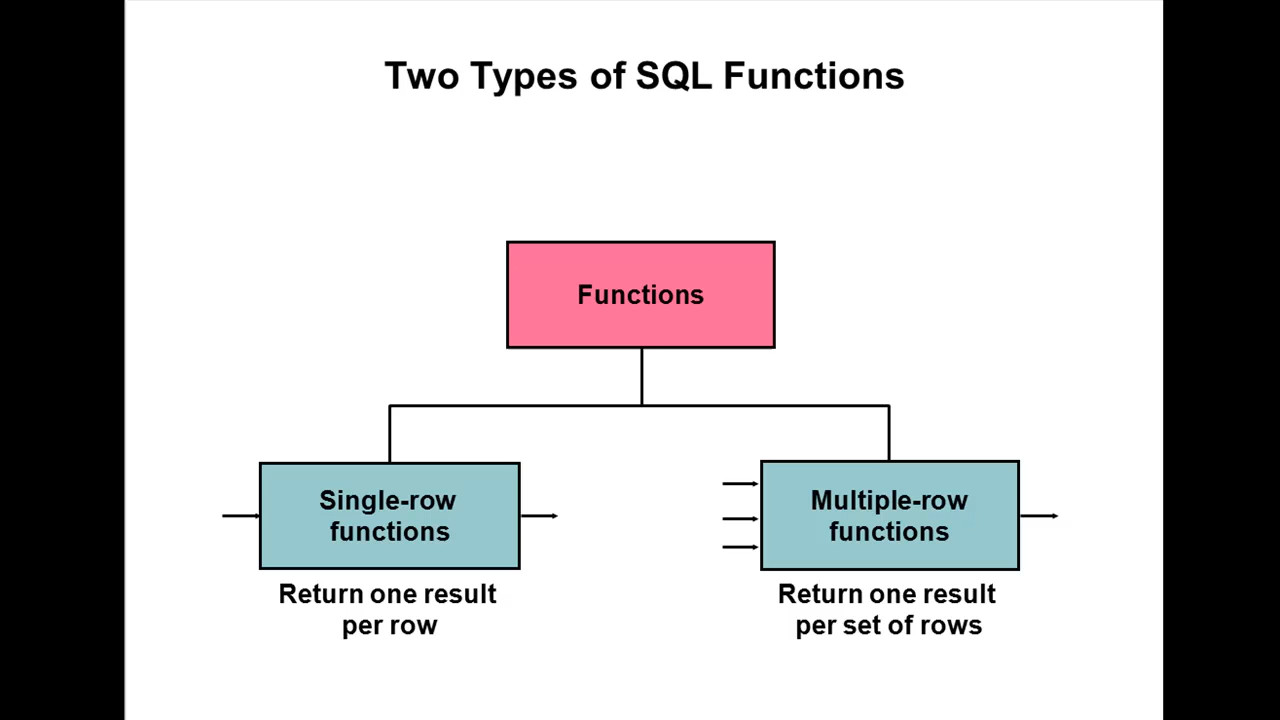 Two Types of SQL Functions
Functions
Single-row
functions
Multiple-row
functions
Return one result
per row
Return one result
per set of rows